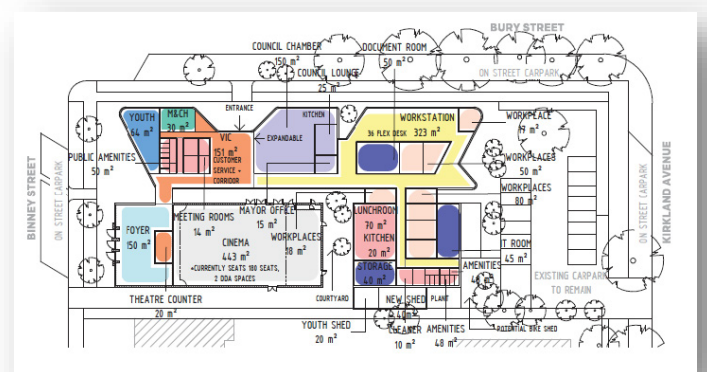 BURY STREET
COUNCIL CHAMBER
150 m²
DOCUMENT ROOM
50 m²
COUNCIL LOUNGE
25 m²
ON STREET CARPARK
YOUTH
64 m²
M&CH
30 m²
ENTRANCE
KITCHEN
WORKSTATION
36 FLEX DESK 323 m²
WORKPLACE
m²
EXPANDABLE
VIC
151 m²
CUSTOMER
SERVICE +
CORRIDOR
PUBLIC AMENITIES
50 m²
WORKPLACES
50 m²
WORKPLACES
80 m²
BINNEY STREET
ON STREET CARPARK
KIRKLAND AVENUE
ON STREET CARPARK
MEETING ROOMS
14 m²
MAYOR OFFICE
15 m²
WORKPLACES
18 m²
LUNCHROOM
70 m²
KITCHEN
20 m²
FOYER
150 m²
CINEMA
443 m²
*CURRENTLY SEATS 180 SEATS,
2 DDA SPACES
T ROOM
45 m²
STORAGE
40 m²
AMENITIES
EXISTING CARPARK
TO REMAIN
THEATRE COUNTER
20 m²
COURTYARD
NEW SHED
40m²
PLANT
YOUTH SHED
20 m²
CLEANER
10 m²
AMENITIES
48 m²
POTENTIAL BIKE SHED